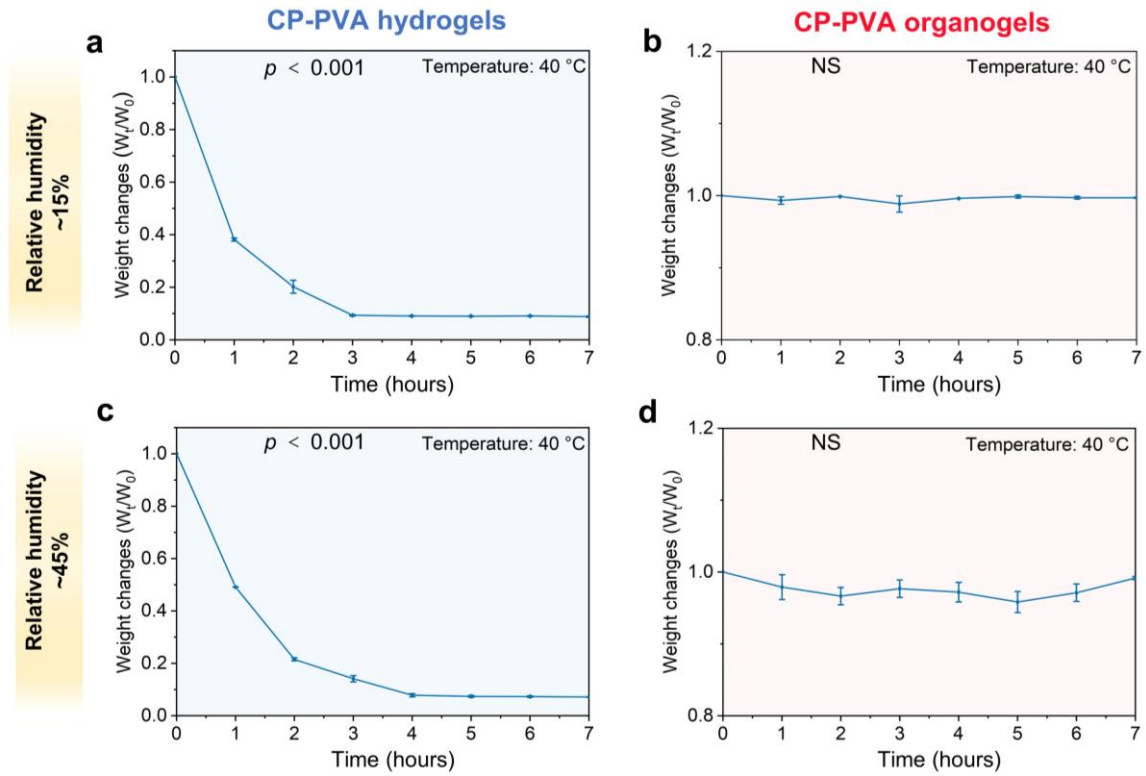 CP-PVA hydrogels
CP-PVA organogels
Relative humidity
~15%
a
p < 0.001
Temperature: 40 °C
Weight changes (Wt/W0)
1.0
0.8
0.6
0.4
0.2
0.0
0 1 2 3 4 5 6 7
Time (hours)
b
NS
Temperature: 40 °C
Weight changes (Wt/W0)
1.2
1.0
0.8
0 1 2 3 4 5 6 7
Time (hours)
Relative humidity
~45%
c
p < 0.001
Temperature: 40 °C
Weight changes (Wt/W0)
1.0
0.8
0.6
0.4
0.2
0.0
0 1 2 3 4 5 6 7
Time (hours)
d
NS
Temperature: 40 °C
Weight changes (Wt/W0)
1.2
1.0
0.8
0 1 2 3 4 5 6 7
Time (hours)